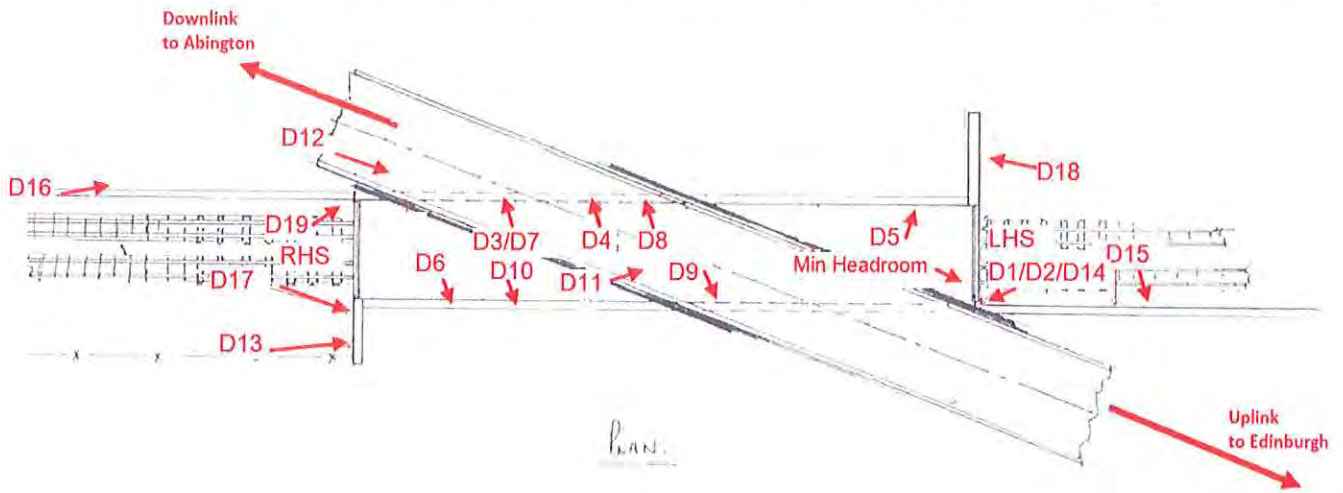 Downlink
to Abington
D12
D16
D18
D19
RHS
D3/D7
D4
D8
D5
LHS
D6
D10
D11
D9
Min Headroom
D1/D2/D14
D15
D17
D13
PLAN.
Uplink
to Edinburgh